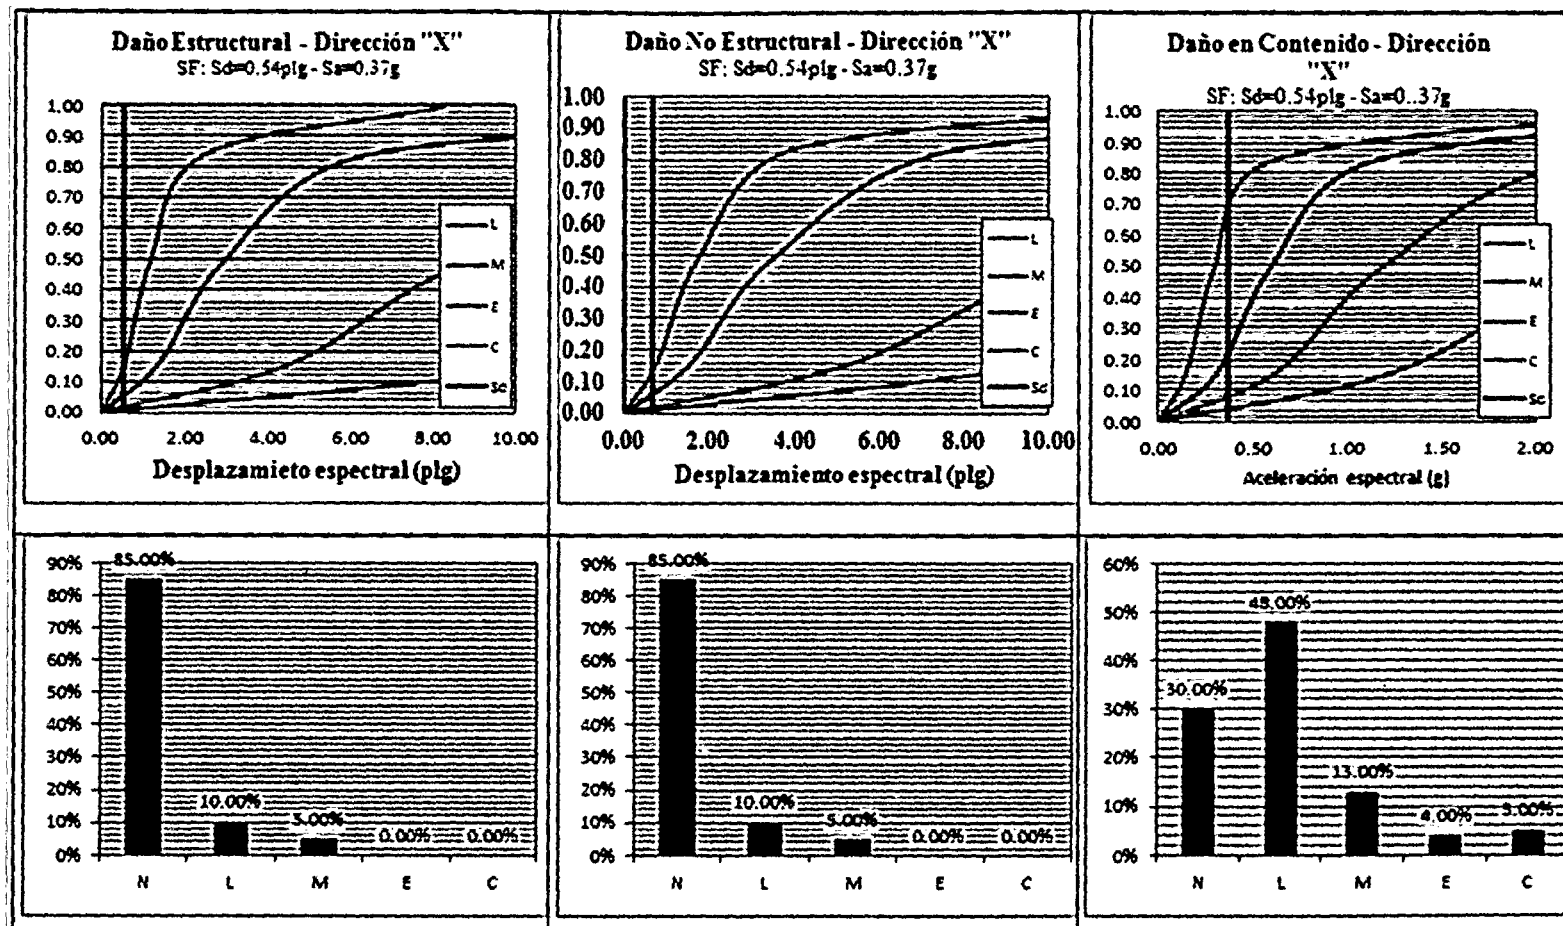 Daño Estructural - Dirección "X"
SF: Sd=0.54plg - Sa=0.37g
1.00
0.90
0.80
0.70
0.60
0.50
0.40
0.30
0.20
0.10
0.00
L
M
E
C
Sd
0.00 2.00 4.00 6.00 8.00 10.00
Desplazamieto espectral (plg)
Daño No Estructural - Dirección "X"
SF: Sd=0.54plg - Sa=0.37g
1.00
0.90
0.80
0.70
0.60
0.50
0.40
0.30
0.20
0.10
0.00
L
M
E
C
Sd
0.00 2.00 4.00 6.00 8.00 10.00
Desplazamiento espectral (plg)
Daño en Contenido - Dirección
"X"
SF: Sd=0.54plg - Sa=0..37g
1.00
0.90
0.80
0.70
0.60
0.50
0.40
0.30
0.20
0.10
0.00
L
M
E
C
0.00 0.50 1.00 1.50 2.00
Aceleración espectral (g)
90%
80%
70%
60%
50%
40%
30%
20%
10%
0%
85.00%
10.00%
5.00%
0.00%
0.00%
N L M E C
90%
80%
70%
60%
50%
40%
30%
20%
10%
0%
85.00%
10.00%
5.00%
0.00%
0.00%
N L M E C
60%
50%
40%
30%
20%
10%
0%
30.00%
48.00%
13.00%
4.00%
5.00%
N L M E C